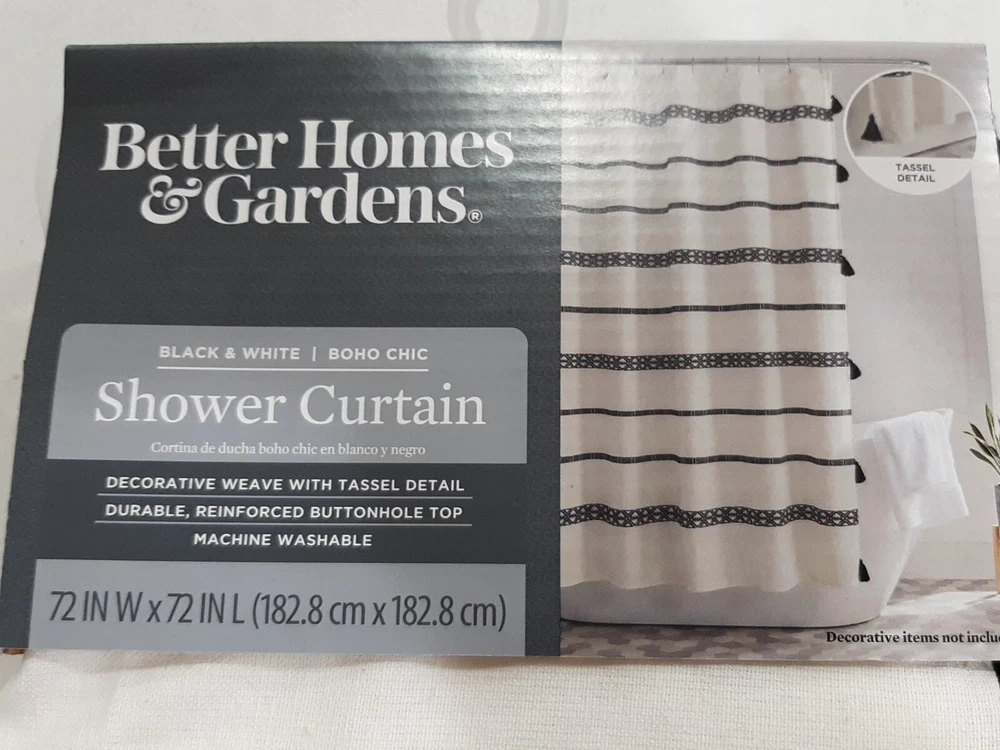 Better Homes
& Gardens®
BLACK & WHITE | BOHO CHIC
Shower Curtain
Cortina de ducha boho chic en blanco y negro
DECORATIVE WEAVE WITH TASSEL DETAIL
DURABLE, REINFORCED BUTTONHOLE TOP
MACHINE WASHABLE
72 IN W x 72 IN L (182.8 cm x 182.8 cm)
TASSEL
DETAIL
Decorative items not inclu